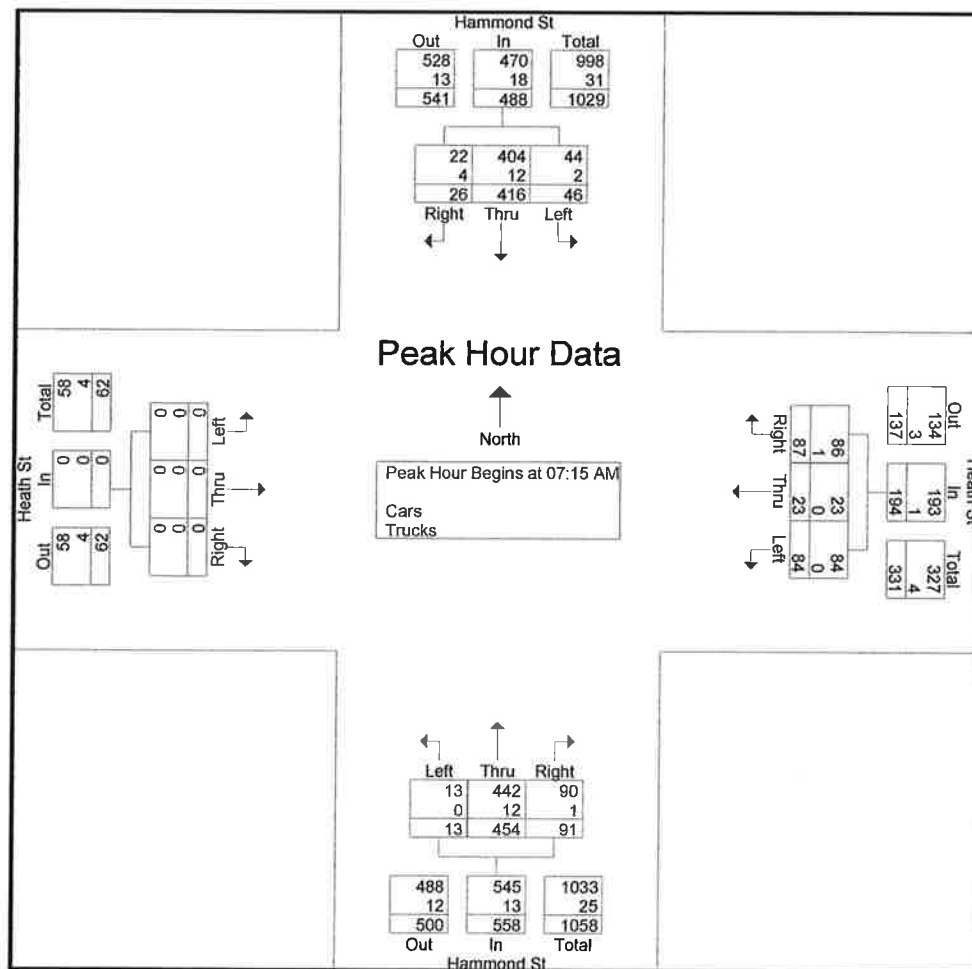 Hammond St
Out In Total
528 470 998
13 18 31
541 488 1029
22 404 44
4 12 2
26 416 46
Right Thru Left
Peak Hour Data
North
Peak Hour Begins at 07:15 AM
Cars
Trucks
Heath St
Total
58
4
62
In
0
0
0
Out
58
4
62
Left
0
0
0
Thru
0
0
0
Right
0
0
0
Right
86
1
87
Thru
23
0
23
Left
84
0
84
Out
134
3
137
In
193
1
194
Total
327
4
331
Heath St
Left Thru Right
13 442 90
0 12 1
13 454 91
488 545 1033
12 13 25
500 558 1058
Out In Total
Hammond St